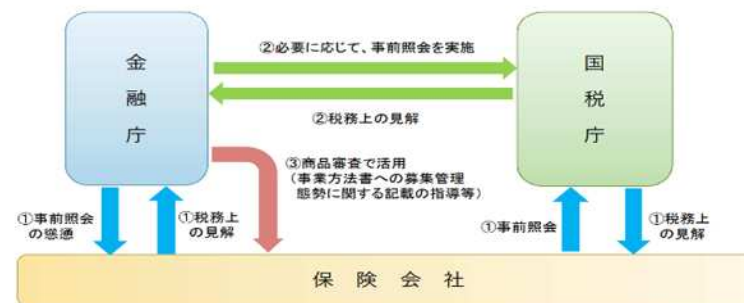 ②必要に応じて、事前照会を実施
金融庁
国税庁
②税務上の見解
③商品審査で活用
（事業方法書への募集管理
態勢に関する記載の指導等）
①事前照会
の慫慂
①税務上
の見解
①事前照会
①税務上
の見解
保険会社